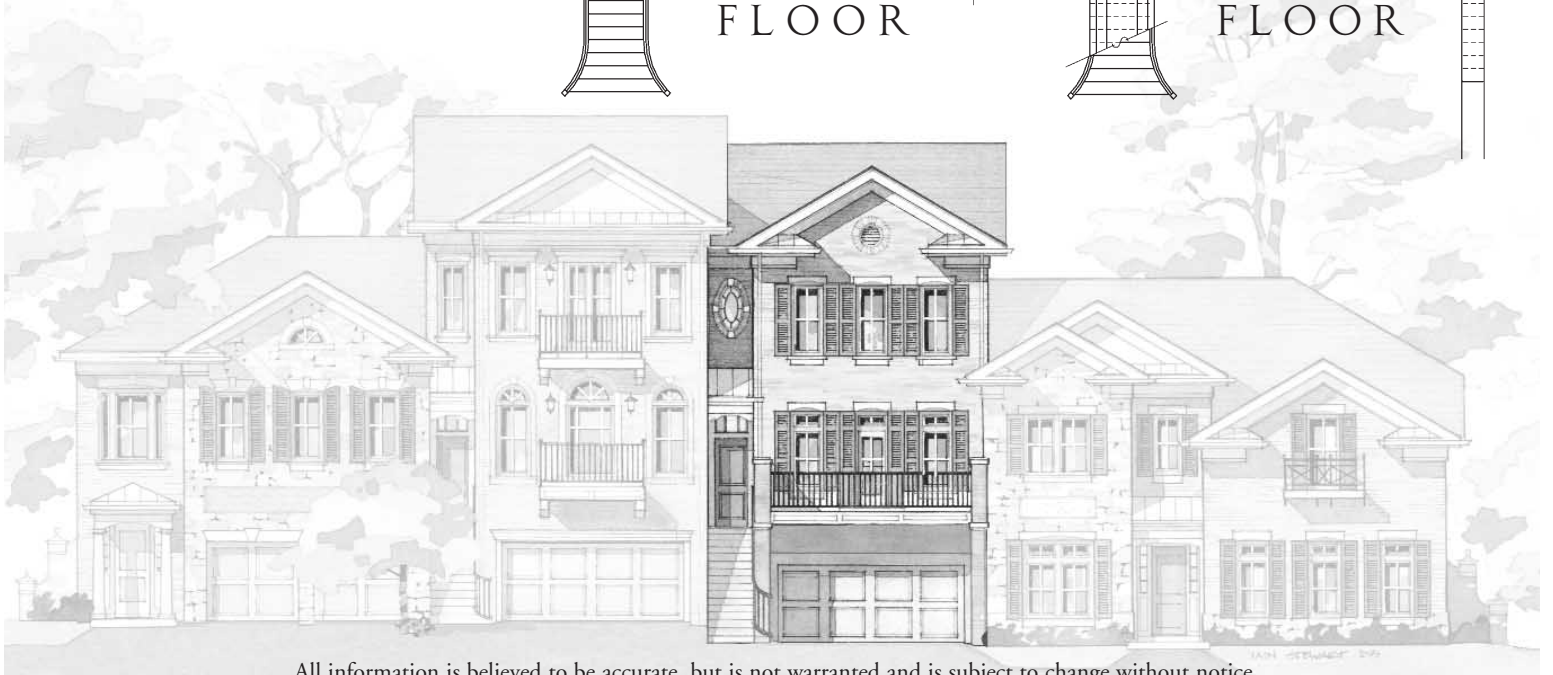 FLOOR
FLOOR
All information is believed to be accurate, but is not warranted and is subject to change without notice.